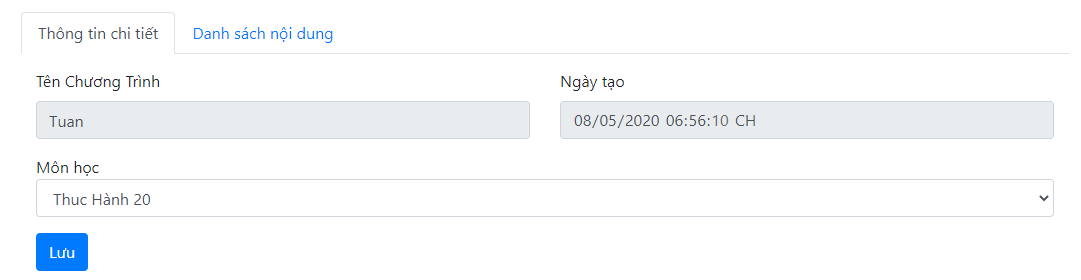 Thông tin chi tiết
Danh sách nội dung
Tên Chương Trình
Ngày tạo
Tuan
08/05/2020 06:56:10 CH
Môn học
Thuc Hành 20
Lưu